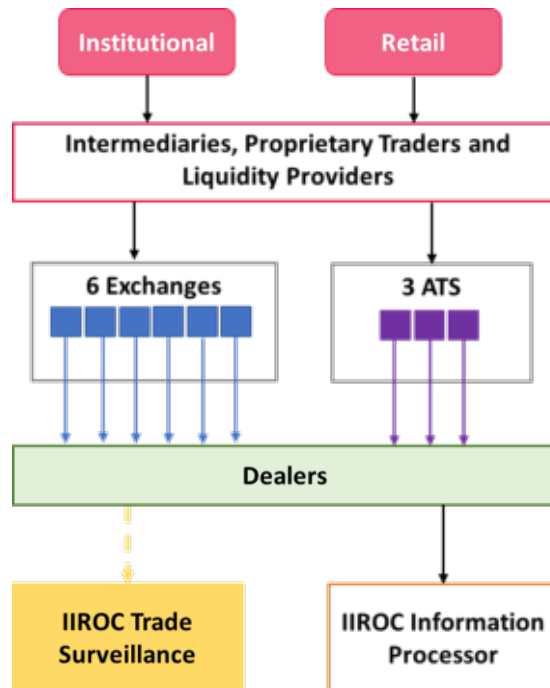 Institutional
Retail
Intermediaries, Proprietary Traders and
Liquidity Providers
6 Exchanges
3 ATS
Dealers
IIROC Trade
Surveillance
IIROC Information
Processor